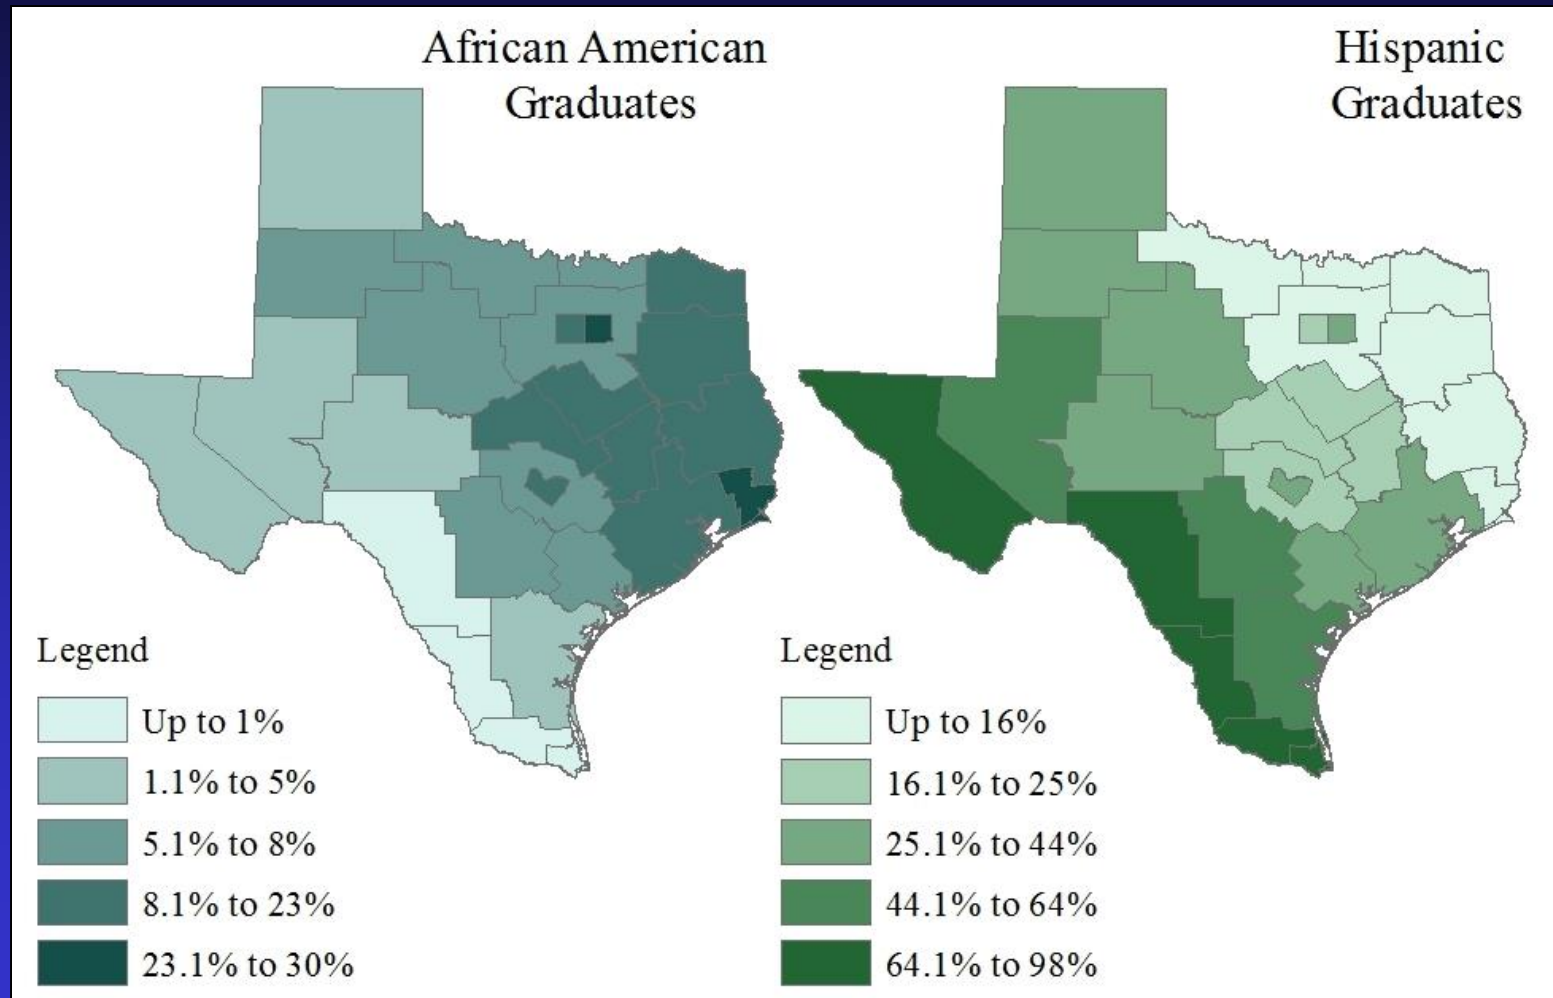 African American
Graduates
Legend
Up to 1%
1.1% to 5%
5.1% to 8%
8.1% to 23%
23.1% to 30%
Hispanic
Graduates
Legend
Up to 16%
16.1% to 25%
25.1% to 44%
44.1% to 64%
64.1% to 98%